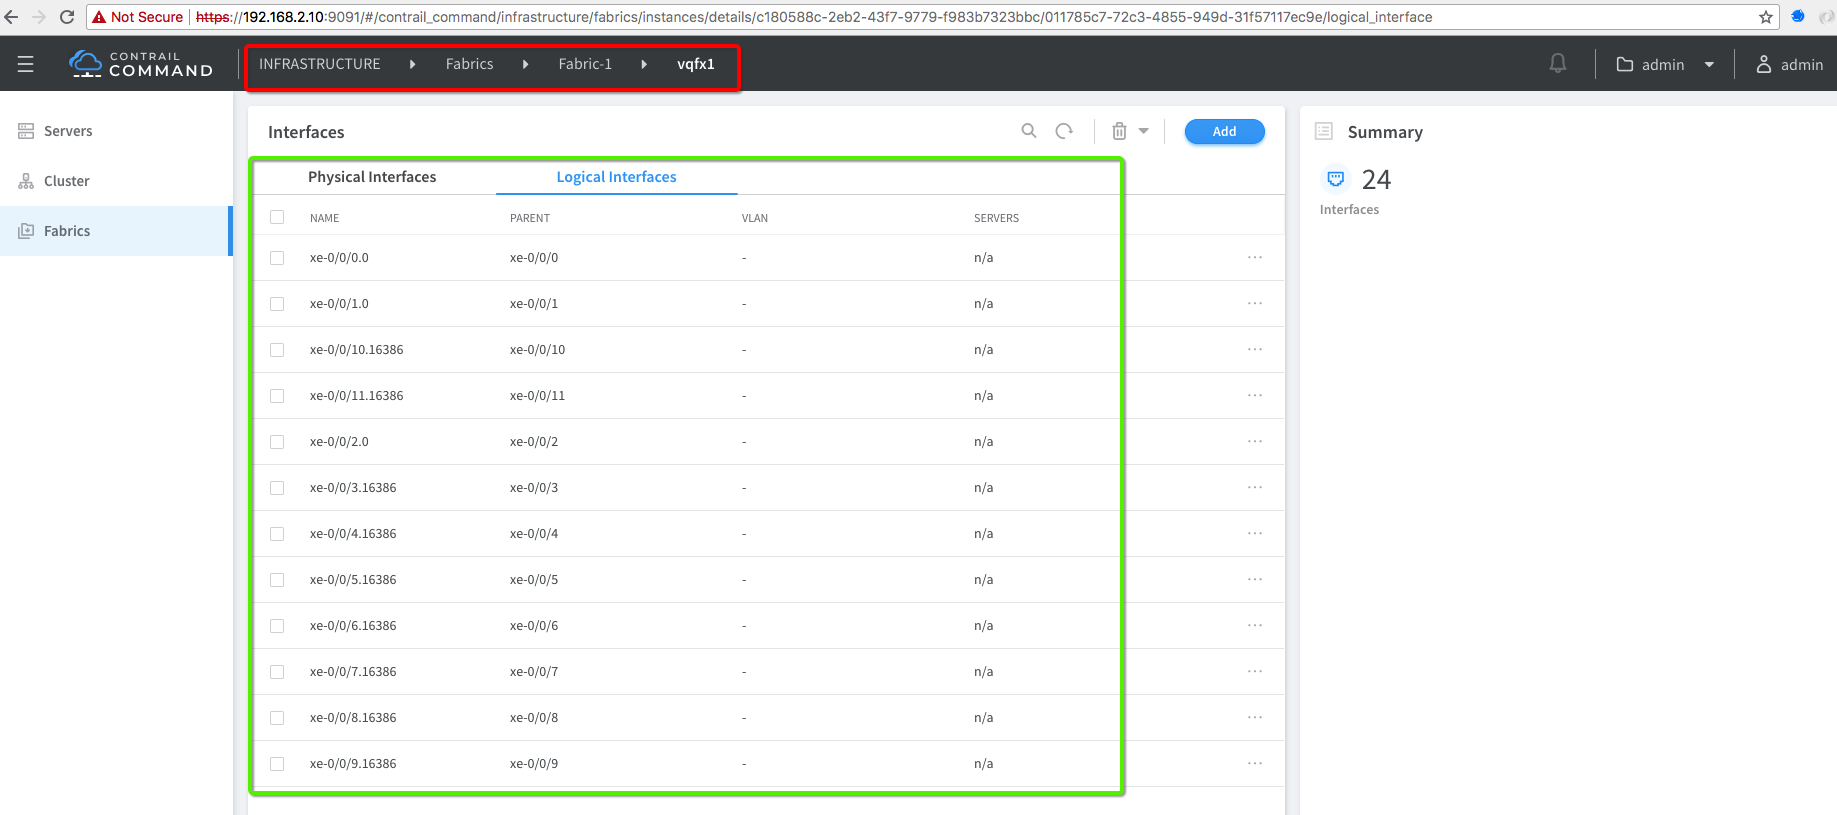 Not Secure | https://192.168.2.10:9091/#/contrail_command/infrastructure/fabrics/instances/details/c180588c-2eb2-43f7-9779-f983b7323bbc/011785c7-72c3-4855-949d-31f57117ec9e/logical_interface
CONTRAIL COMMAND
INFRASTRUCTURE Fabrics Fabric-1 vqfx1
admin admin
Servers
Cluster
Fabrics
Interfaces
Add
Physical Interfaces Logical Interfaces
NAME PARENT VLAN SERVERS
xe-0/0/0.0 xe-0/0/0 - n/a ...
xe-0/0/1.0 xe-0/0/1 - n/a ...
xe-0/0/10.16386 xe-0/0/10 - n/a ...
xe-0/0/11.16386 xe-0/0/11 - n/a ...
xe-0/0/2.0 xe-0/0/2 - n/a ...
xe-0/0/3.16386 xe-0/0/3 - n/a ...
xe-0/0/4.16386 xe-0/0/4 - n/a ...
xe-0/0/5.16386 xe-0/0/5 - n/a ...
xe-0/0/6.16386 xe-0/0/6 - n/a ...
xe-0/0/7.16386 xe-0/0/7 - n/a ...
xe-0/0/8.16386 xe-0/0/8 - n/a ...
xe-0/0/9.16386 xe-0/0/9 - n/a ...
Summary
24
Interfaces